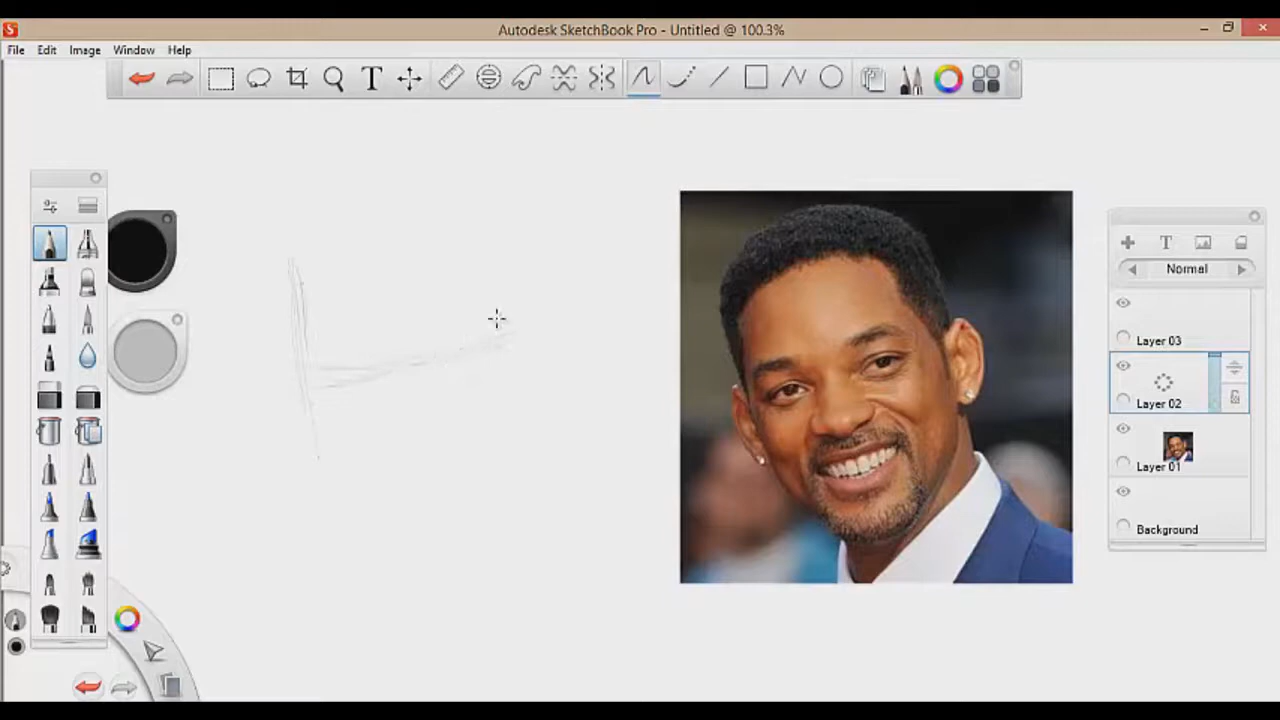 Autodesk SketchBook Pro - Untitled @ 100.3%
File Edit Image Window Help
T
T
Normal
Layer 03
Layer 02
Layer 01
Background